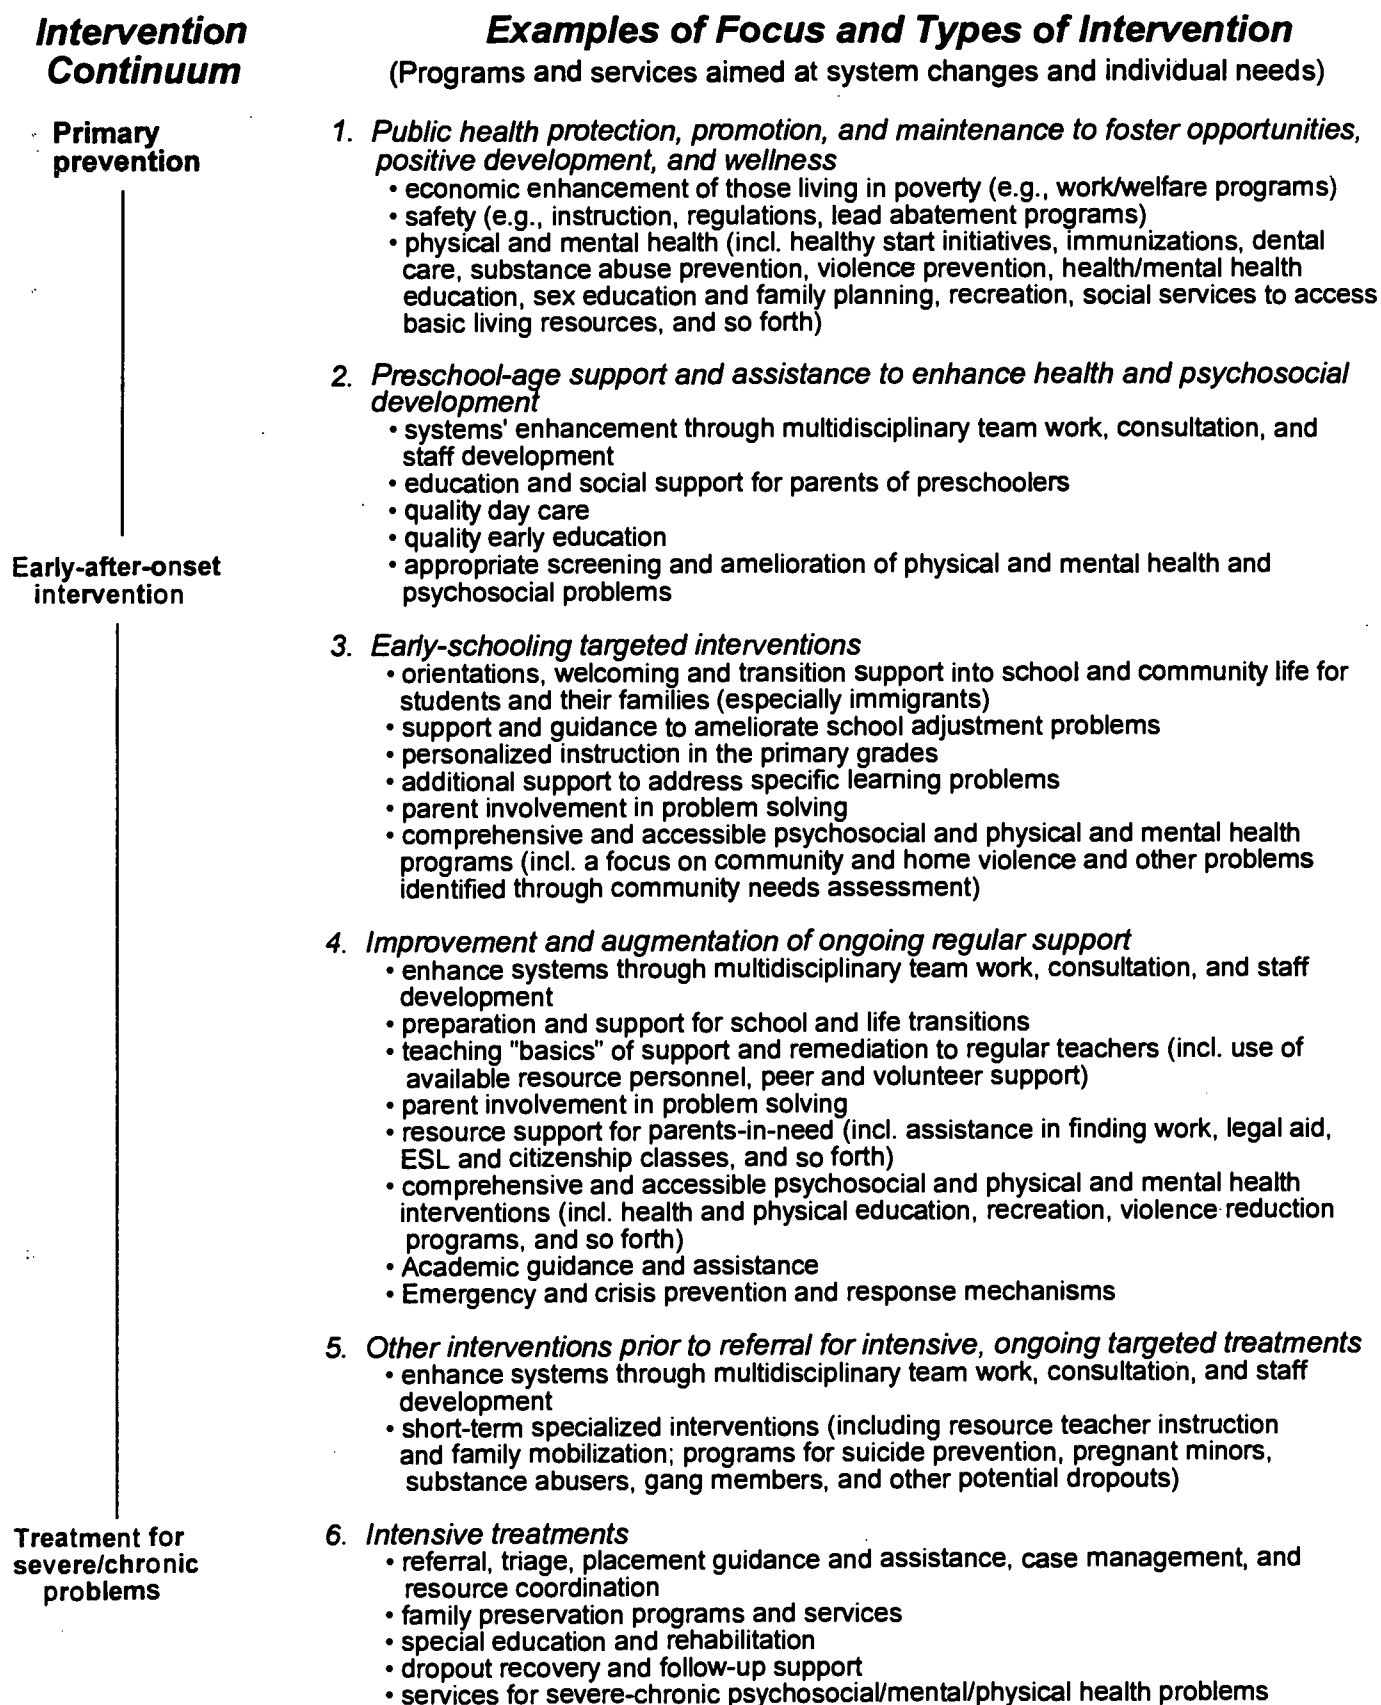 Intervention
Continuum
Examples of Focus and Types of Intervention
(Programs and services aimed at system changes and individual needs)
Primary
prevention
1. Public health protection, promotion, and maintenance to foster opportunities,
positive development, and wellness
• economic enhancement of those living in poverty (e.g., work/welfare programs)
• safety (e.g., instruction, regulations, lead abatement programs)
• physical and mental health (incl. healthy start initiatives, immunizations, dental
care, substance abuse prevention, violence prevention, health/mental health
education, sex education and family planning, recreation, social services to access
basic living resources, and so forth)
2. Preschool-age support and assistance to enhance health and psychosocial
development
• systems' enhancement through multidisciplinary team work, consultation, and
staff development
• education and social support for parents of preschoolers
• quality day care
• quality early education
• appropriate screening and amelioration of physical and mental health and
psychosocial problems
Early-after-onset
intervention
3. Early-schooling targeted interventions
• orientations, welcoming and transition support into school and community life for
students and their families (especially immigrants)
• support and guidance to ameliorate school adjustment problems
• personalized instruction in the primary grades
• additional support to address specific learning problems
• parent involvement in problem solving
• comprehensive and accessible psychosocial and physical and mental health
programs (incl. a focus on community and home violence and other problems
identified through community needs assessment)
4. Improvement and augmentation of ongoing regular support
• enhance systems through multidisciplinary team work, consultation, and staff
development
• preparation and support for school and life transitions
• teaching "basics" of support and remediation to regular teachers (incl. use of
available resource personnel, peer and volunteer support)
• parent involvement in problem solving
• resource support for parents-in-need (incl. assistance in finding work, legal aid,
ESL and citizenship classes, and so forth)
• comprehensive and accessible psychosocial and physical and mental health
interventions (incl. health and physical education, recreation, violence reduction
programs, and so forth)
• Academic guidance and assistance
• Emergency and crisis prevention and response mechanisms
5. Other interventions prior to referral for intensive, ongoing targeted treatments
• enhance systems through multidisciplinary team work, consultation, and staff
development
• short-term specialized interventions (including resource teacher instruction
and family mobilization; programs for suicide prevention, pregnant minors,
substance abusers, gang members, and other potential dropouts)
Treatment for
severe/chronic
problems
6. Intensive treatments
• referral, triage, placement guidance and assistance, case management, and
resource coordination
• family preservation programs and services
• special education and rehabilitation
• dropout recovery and follow-up support
• services for severe-chronic psychosocial/mental/physical health problems